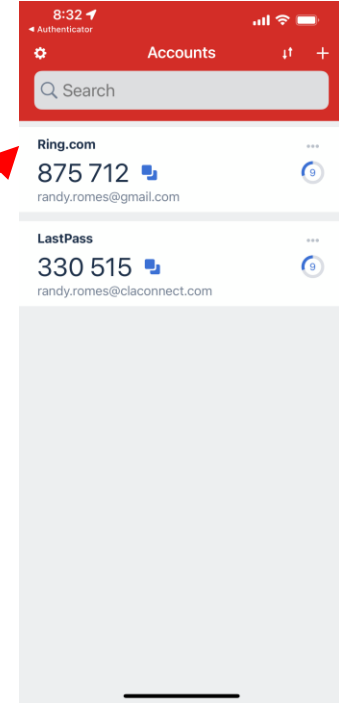 8:32
◀ Authenticator
Accounts
Search
Ring.com
875 712
9
randy.romes@gmail.com
LastPass
330 515
9
randy.romes@claconnect.com